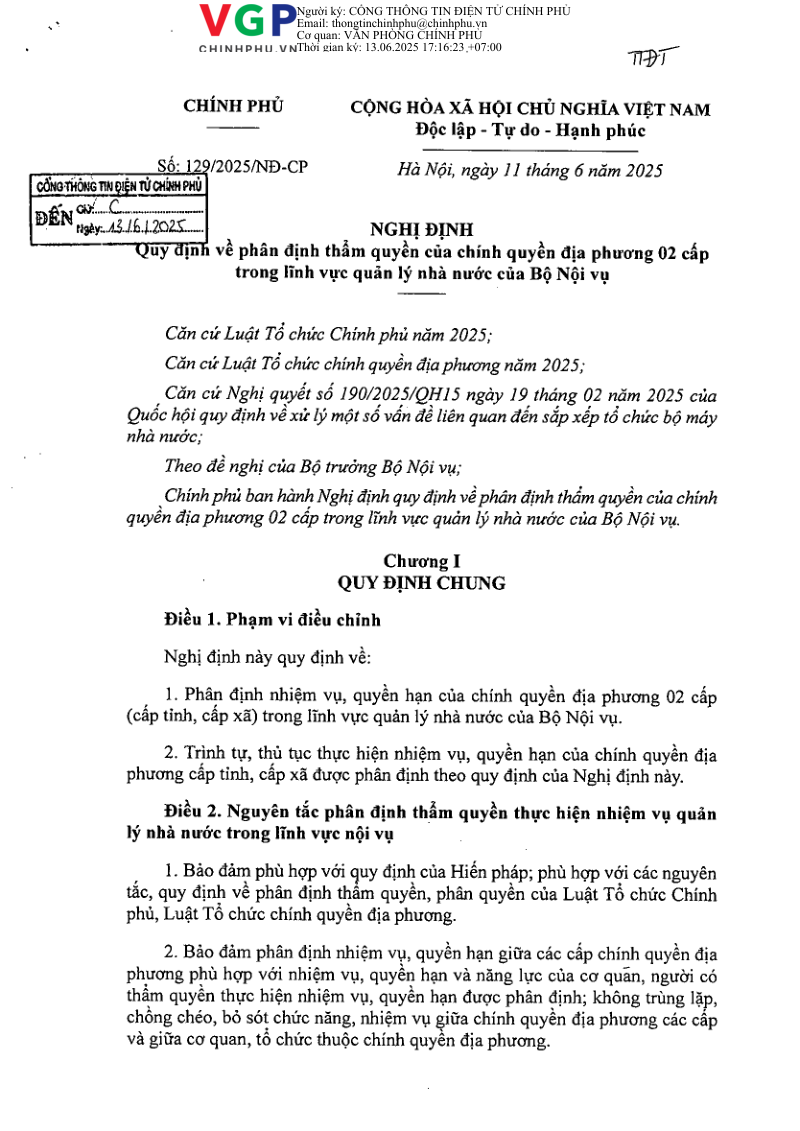 VGP
CHINHPHU.VN
Người ký: CỔNG THÔNG TIN ĐIỆN TỬ CHÍNH PHỦ
Email: thongtinchinhphu@chinhphu.vn
Cơ quan: VĂN PHÒNG CHÍNH PHỦ
Thời gian ký: 13.06.2025 17:16:23 +07:00
TTĐT
CHÍNH PHỦ
CỘNG HÒA XÃ HỘI CHỦ NGHĨA VIỆT NAM
Độc lập - Tự do - Hạnh phúc
Số: 129/2025/NĐ-CP
Hà Nội, ngày 11 tháng 6 năm 2025
CỔNG THÔNG TIN ĐIỆN TỬ CHÍNH PHỦ
ĐẾN Giờ: C
Ngày: 13/6/2025
NGHỊ ĐỊNH
Quy định về phân định thẩm quyền của chính quyền địa phương 02 cấp
trong lĩnh vực quản lý nhà nước của Bộ Nội vụ
Căn cứ Luật Tổ chức Chính phủ năm 2025;
Căn cứ Luật Tổ chức chính quyền địa phương năm 2025;
Căn cứ Nghị quyết số 190/2025/QH15 ngày 19 tháng 02 năm 2025 của
Quốc hội quy định về xử lý một số vấn đề liên quan đến sắp xếp tổ chức bộ máy
nhà nước;
Theo đề nghị của Bộ trưởng Bộ Nội vụ;
Chính phủ ban hành Nghị định quy định về phân định thẩm quyền của chính
quyền địa phương 02 cấp trong lĩnh vực quản lý nhà nước của Bộ Nội vụ.
Chương I
QUY ĐỊNH CHUNG
Điều 1. Phạm vi điều chỉnh
Nghị định này quy định về:
1. Phân định nhiệm vụ, quyền hạn của chính quyền địa phương 02 cấp
(cấp tỉnh, cấp xã) trong lĩnh vực quản lý nhà nước của Bộ Nội vụ.
2. Trình tự, thủ tục thực hiện nhiệm vụ, quyền hạn của chính quyền địa
phương cấp tỉnh, cấp xã được phân định theo quy định của Nghị định này.
Điều 2. Nguyên tắc phân định thẩm quyền thực hiện nhiệm vụ quản
lý nhà nước trong lĩnh vực nội vụ
1. Bảo đảm phù hợp với quy định của Hiến pháp; phù hợp với các nguyên
tắc, quy định về phân định thẩm quyền, phân quyền của Luật Tổ chức Chính
phủ, Luật Tổ chức chính quyền địa phương.
2. Bảo đảm phân định nhiệm vụ, quyền hạn giữa các cấp chính quyền địa
phương phù hợp với nhiệm vụ, quyền hạn và năng lực của cơ quan, người có
thẩm quyền thực hiện nhiệm vụ, quyền hạn được phân định; không trùng lặp,
chồng chéo, bỏ sót chức năng, nhiệm vụ giữa chính quyền địa phương các cấp
và giữa cơ quan, tổ chức thuộc chính quyền địa phương.